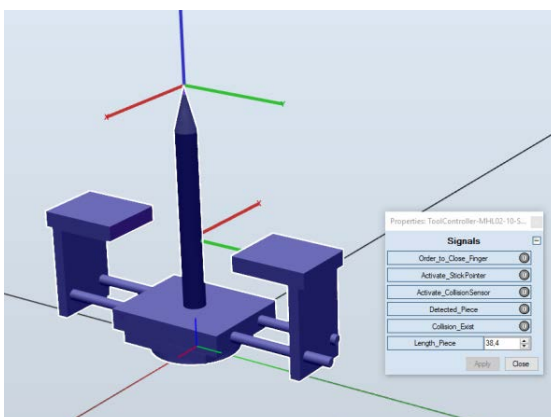 Properties: ToolController-MHL02-10-S...
Signals
Order_to_Close_Finger
Activate_StickPointer
Activate_CollisionSensor
Detected_Piece
Collision_Exist
Length_Piece 38,4
Apply Close